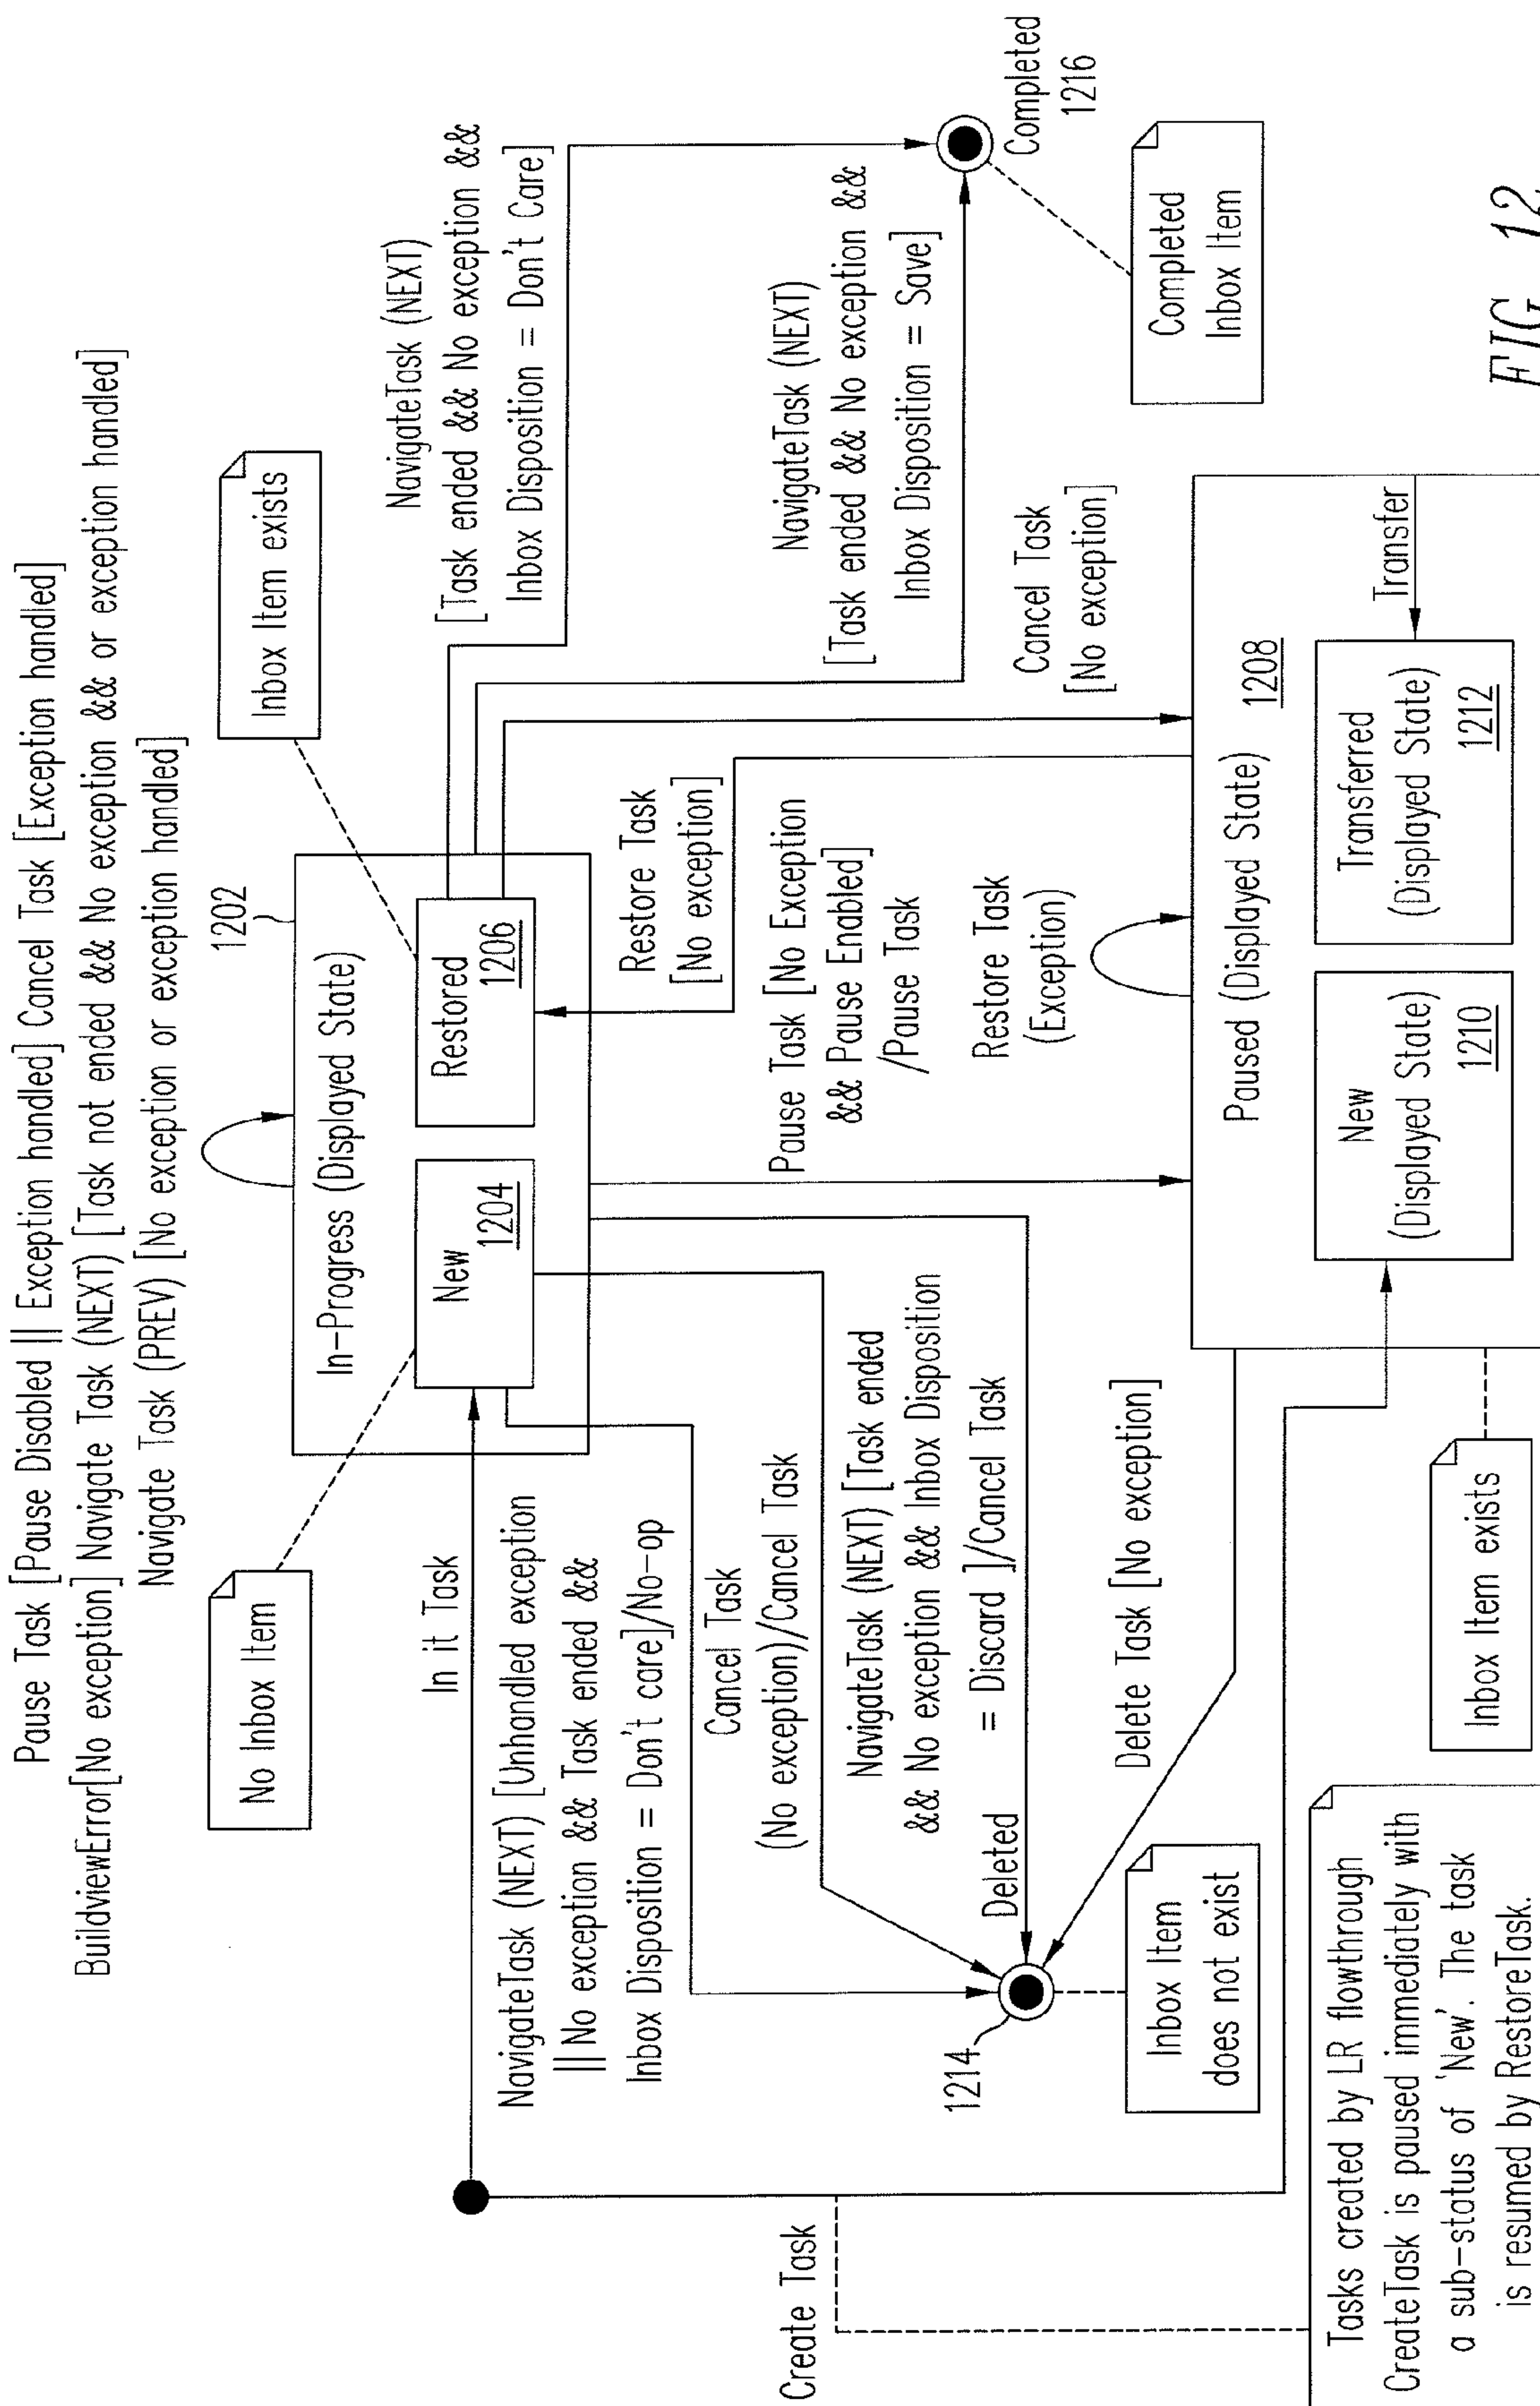 Pause Task [Pause Disabled || Exception handled] Cancel Task [Exception handled]
BuildviewError[No exception] Navigate Task (NEXT) [Task not ended && No exception && or exception handled]
Navigate Task (PREV) [No exception or exception handled]
No Inbox Item
1202
Inbox Item exists
In-Progress (Displayed State)
New
1204
Restored
1206
In it Task
NavigateTask (NEXT)
[Task ended && No exception &&
Inbox Disposition = Don't Care]
NavigateTask (NEXT) [Unhandled exception
|| No exception && Task ended &&
Inbox Disposition = Don't care]/No-op
Restore Task
[No exception]
Cancel Task
(No exception)/Cancel Task
Pause Task [No Exception
&& Pause Enabled]
/Pause Task
NavigateTask (NEXT)
[Task ended && No exception &&
Inbox Disposition = Save]
Completed
1216
NavigateTask (NEXT) [Task ended
&& No exception && Inbox Disposition
= Discard ]/Cancel Task
Restore Task
(Exception)
Cancel Task
[No exception]
Create Task
1214
Deleted
Delete Task [No exception]
Completed
Inbox Item
Inbox Item
does not exist
Paused (Displayed State)
1208
New
(Displayed State)
1210
Transferred
(Displayed State)
1212
Transfer
Tasks created by LR flowthrough
CreateTask is paused immediately with
a sub-status of 'New'. The task
is resumed by RestoreTask.
Inbox Item exists
FIG. 12